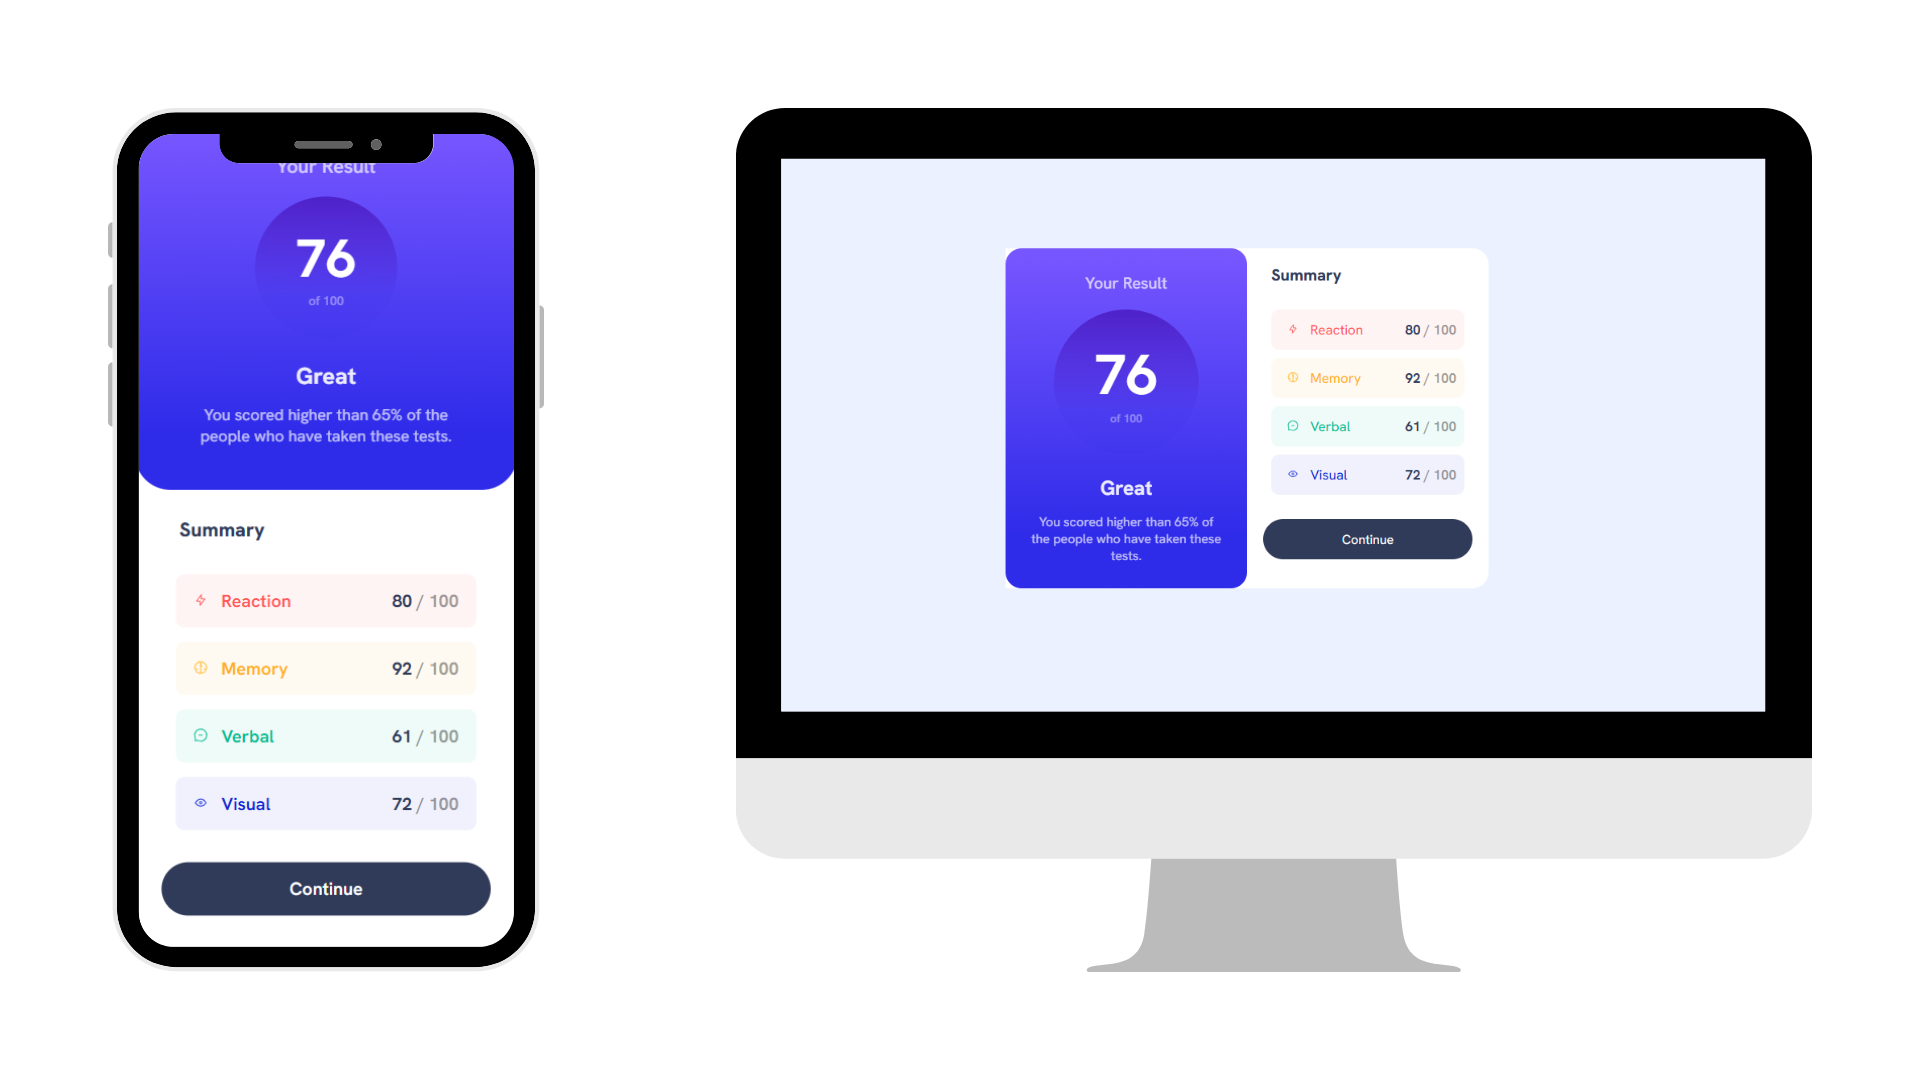 Your Result
76
of 100
Great
You scored higher than 65% of the
people who have taken these tests.
Summary
Reaction 80 / 100
Memory 92 / 100
Verbal 61 / 100
Visual 72 / 100
Continue
Your Result
76
of 100
Great
You scored higher than 65% of
the people who have taken these
tests.
Summary
Reaction 80 / 100
Memory 92 / 100
Verbal 61 / 100
Visual 72 / 100
Continue